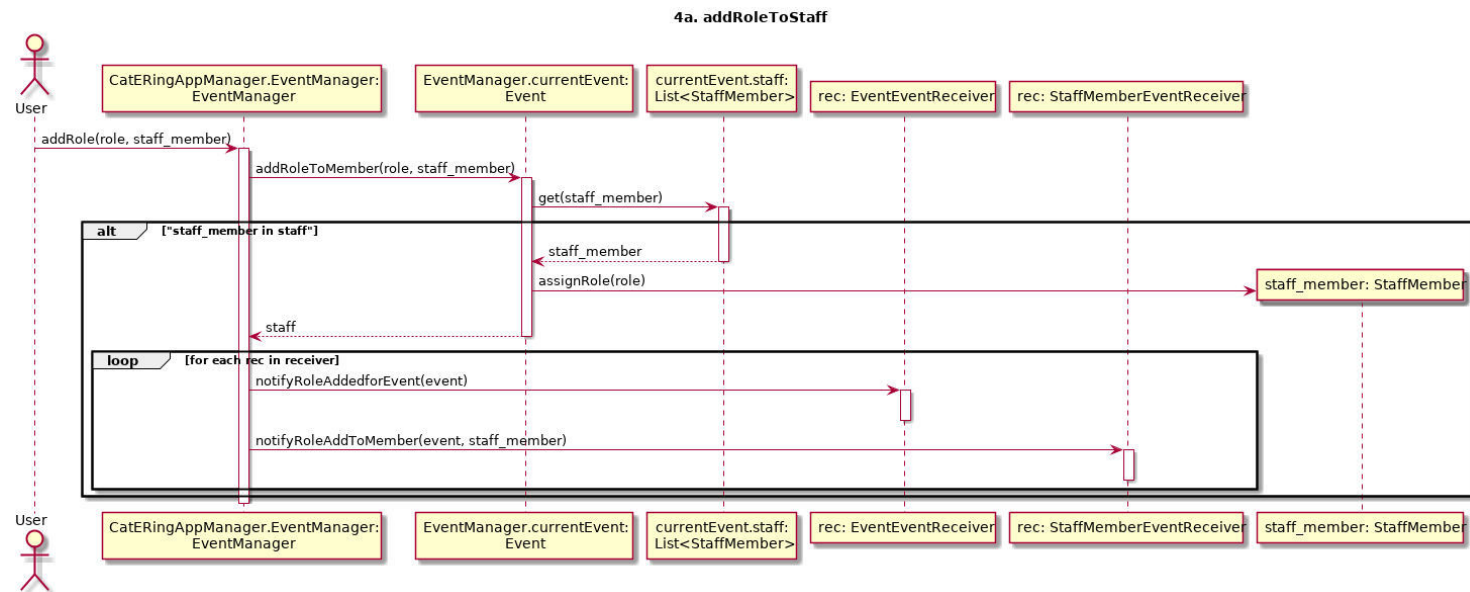 4a. addRoleToStaff
User
CatERingAppManager.EventManager:
EventManager
EventManager.currentEvent:
Event
currentEvent.staff:
List<StaffMember>
rec: EventEventReceiver
rec: StaffMemberEventReceiver
addRole(role, staff_member)
addRoleToMember(role, staff_member)
get(staff_member)
alt
["staff_member in staff"]
staff_member
assignRole(role)
staff_member: StaffMember
staff
loop
[for each rec in receiver]
notifyRoleAddedforEvent(event)
notifyRoleAddToMember(event, staff_member)
User
CatERingAppManager.EventManager:
EventManager
EventManager.currentEvent:
Event
currentEvent.staff:
List<StaffMember>
rec: EventEventReceiver
rec: StaffMemberEventReceiver
staff_member: StaffMember